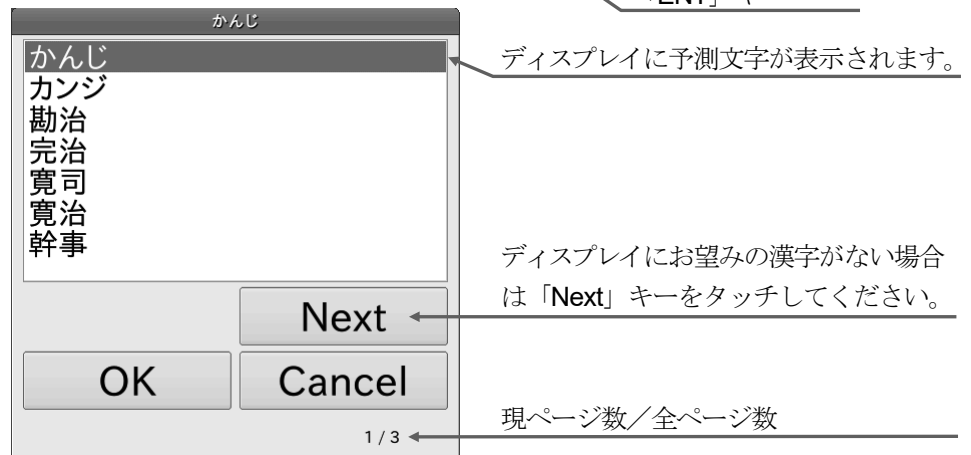 かんじ
かんじ
カンジ
勘治
完治
寛司
寛治
幹事
Next
OK
Cancel
1 / 3
ディスプレイに予測文字が表示されます。
ディスプレイにお望みの漢字がない場合
は「Next」キーをタッチしてください。
現ページ数／全ページ数